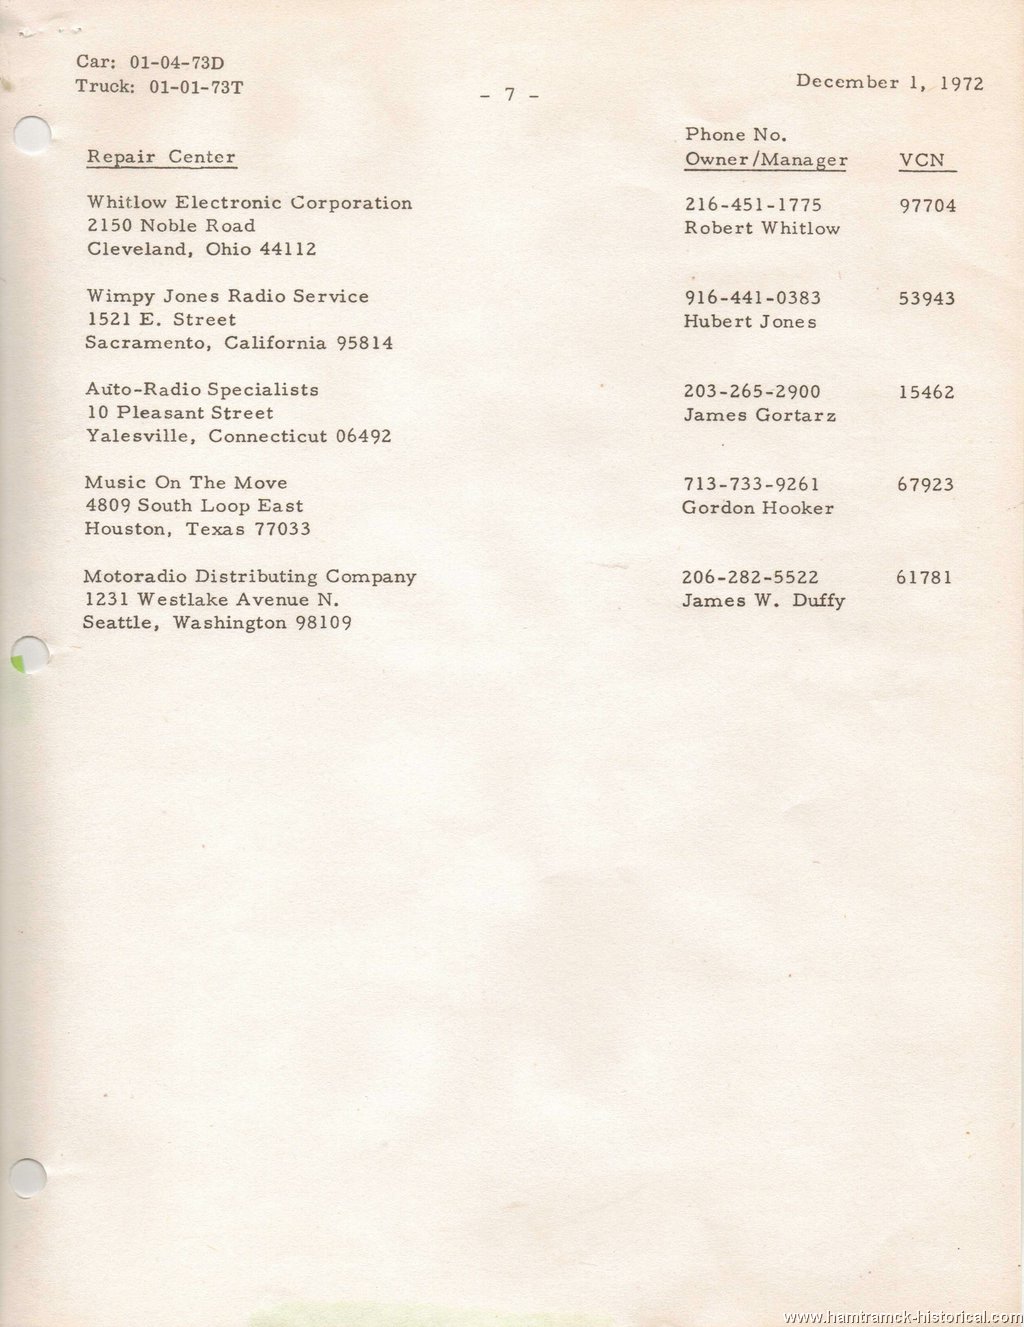 Car: 01-04-73D
Truck: 01-01-73T
- 7 -
December 1, 1972
Phone No.
Repair Center Owner/Manager VCN
Whitlow Electronic Corporation 216-451-1775 97704
2150 Noble Road Robert Whitlow
Cleveland, Ohio 44112
Wimpy Jones Radio Service 916-441-0383 53943
1521 E. Street Hubert Jones
Sacramento, California 95814
Auto-Radio Specialists 203-265-2900 15462
10 Pleasant Street James Gortarz
Yalesville, Connecticut 06492
Music On The Move 713-733-9261 67923
4809 South Loop East Gordon Hooker
Houston, Texas 77033
Motoradio Distributing Company 206-282-5522 61781
1231 Westlake Avenue N. James W. Duffy
Seattle, Washington 98109
www.hamtramck-historical.com